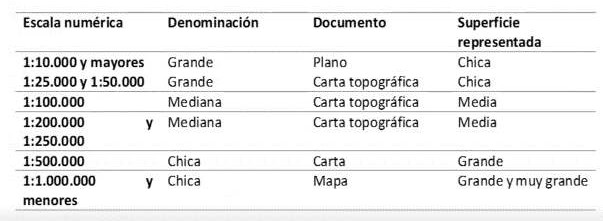 Escala numérica Denominación Documento Superficie
representada
1:10.000 y mayores Grande Plano Chica
1:25.000 y 1:50.000 Grande Carta topográfica Chica
1:100.000 Mediana Carta topográfica Media
1:200.000 y Mediana Carta topográfica Media
1:250.000
1:500.000 Chica Carta Grande
1:1.000.000 y Chica Mapa Grande y muy grande
menores